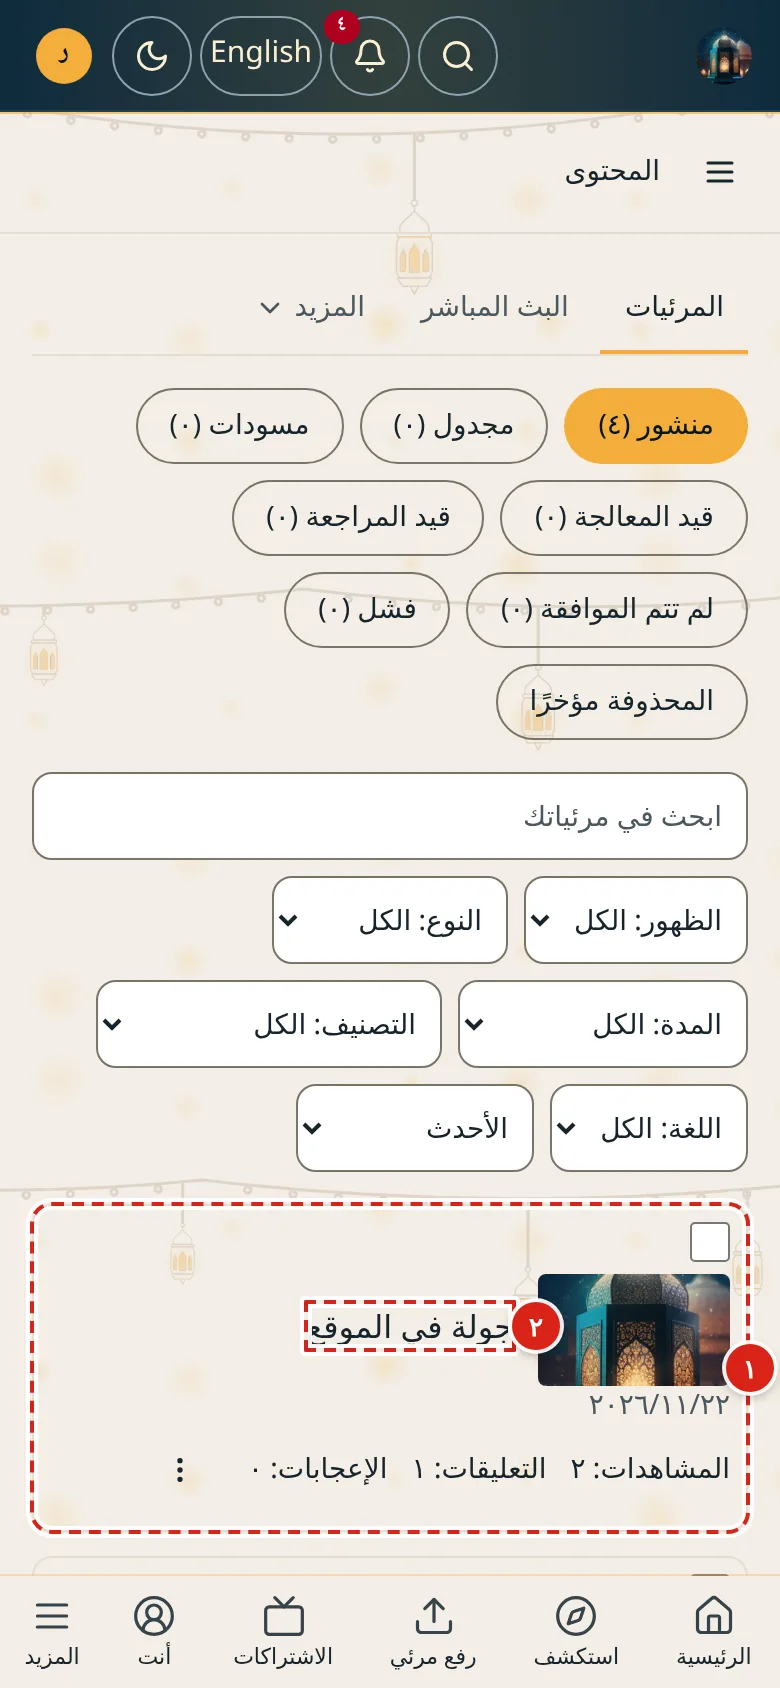 ر
English
٤
المحتوى
المرئيات
البث المباشر
المزيد
منشور (٤)
مجدول (٠)
مسودات (٠)
قيد المعالجة (٠)
قيد المراجعة (٠)
لم تتم الموافقة (٠)
فشل (٠)
المحذوفة مؤخرًا
ابحث في مرئياتك
الظهور: الكل
النوع: الكل
المدة: الكل
التصنيف: الكل
اللغة: الكل
الأحدث
جولة في الموقع
٢
١
٢٠٢٦/١١/٢٢
المشاهدات: ٢ التعليقات: ١ الإعجابات: ٠
الرئيسية
استكشف
رفع مرئي
الاشتراكات
أنت
المزيد